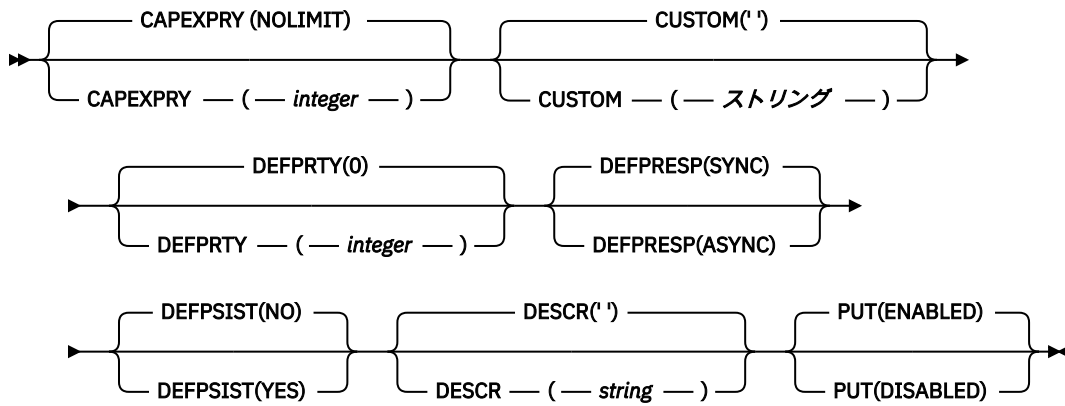 CAPEXPRY (NOLIMIT) CUSTOM(' ')
CAPEXPRY ( integer ) CUSTOM ( ストリング )
DEFPRTY(0) DEFPRESP(SYNC)
DEFPRTY ( integer ) DEFPRESP(ASYNC)
DEFPSIST(NO) DESCR(' ') PUT(ENABLED)
DEFPSIST(YES) DESCR ( string ) PUT(DISABLED)